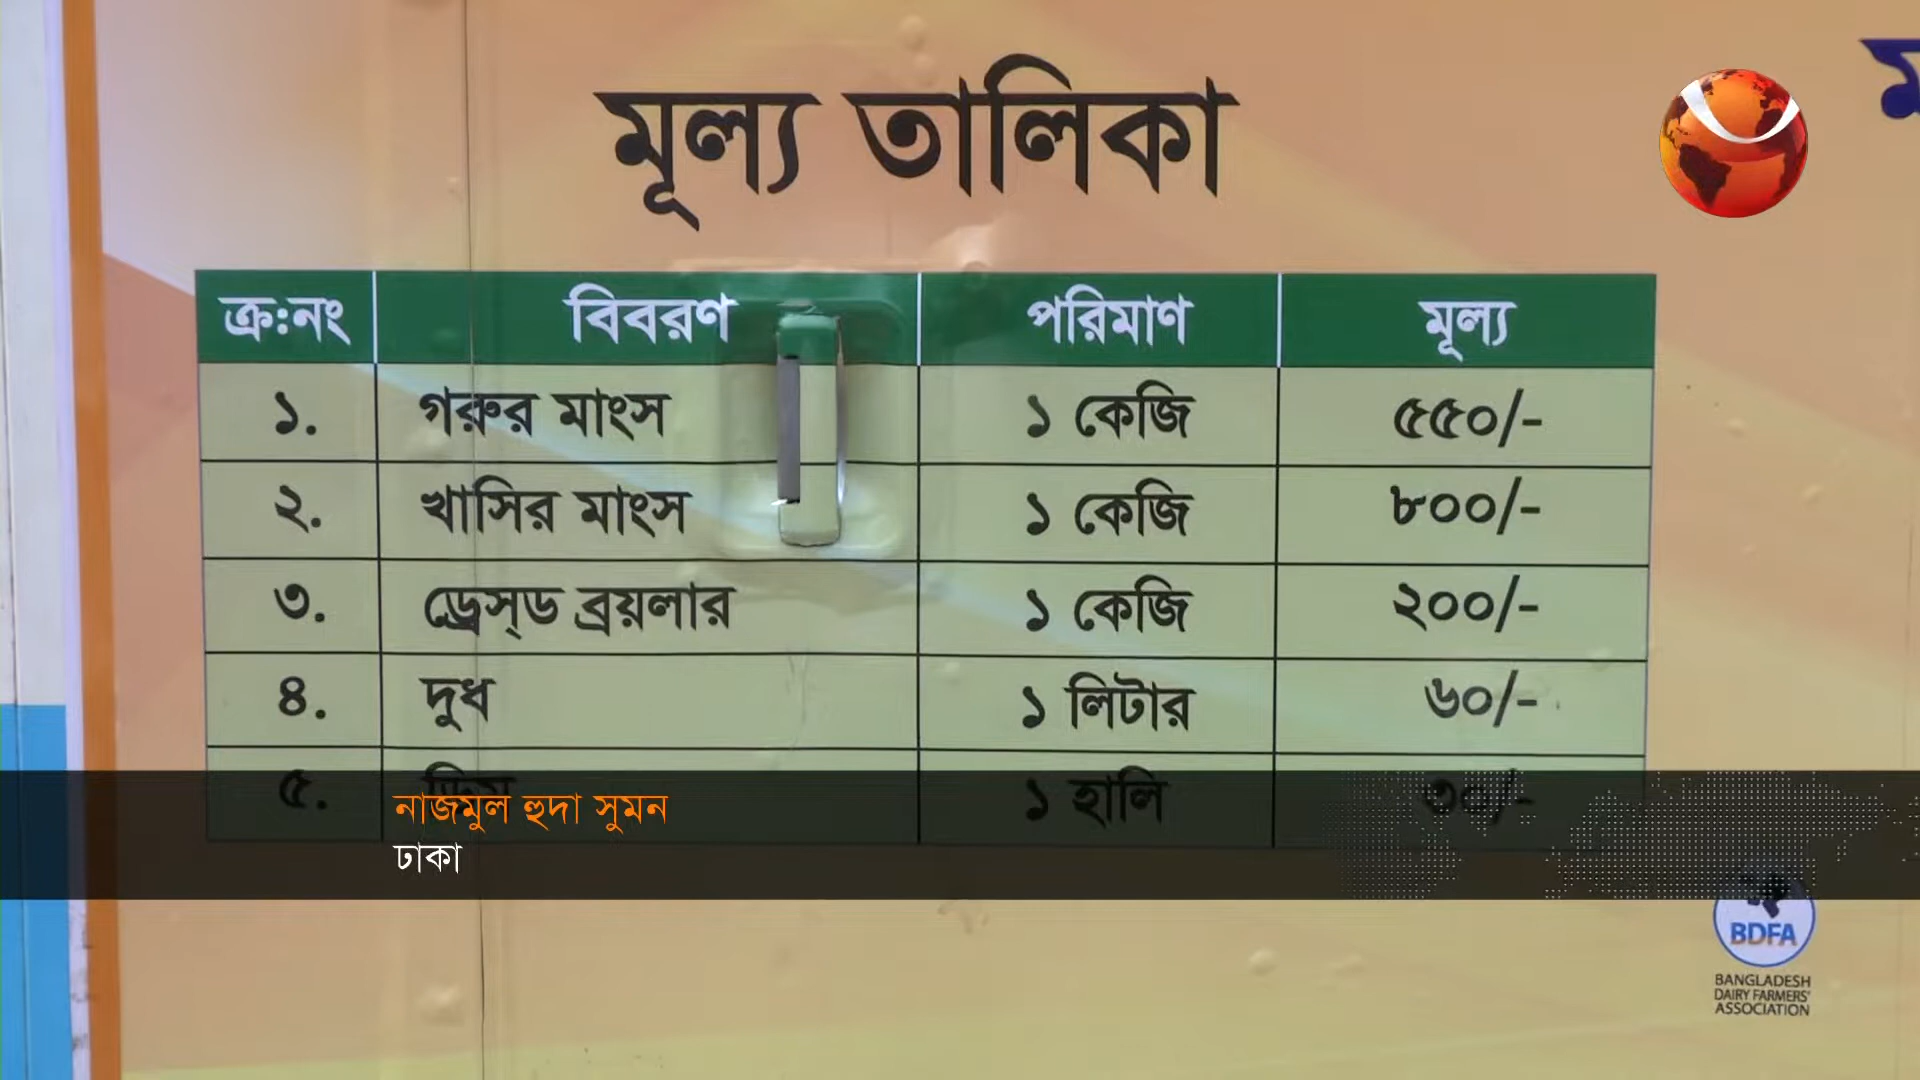 মূল্য তালিকা
ক্র:নং বিবরণ পরিমাণ মূল্য
১. গরুর মাংস ১ কেজি ৫৫০/-
২. খাসির মাংস ১ কেজি ৮০০/-
৩. ড্রেস্ড ব্রয়লার ১ কেজি ২০০/-
৪. দুধ ১ লিটার ৬০/-
৫. ডিম ১ হালি ৩০/-
নাজমুল হুদা সুমন
ঢাকা
BDFA
BANGLADESH
DAIRY FARMERS'
ASSOCIATION